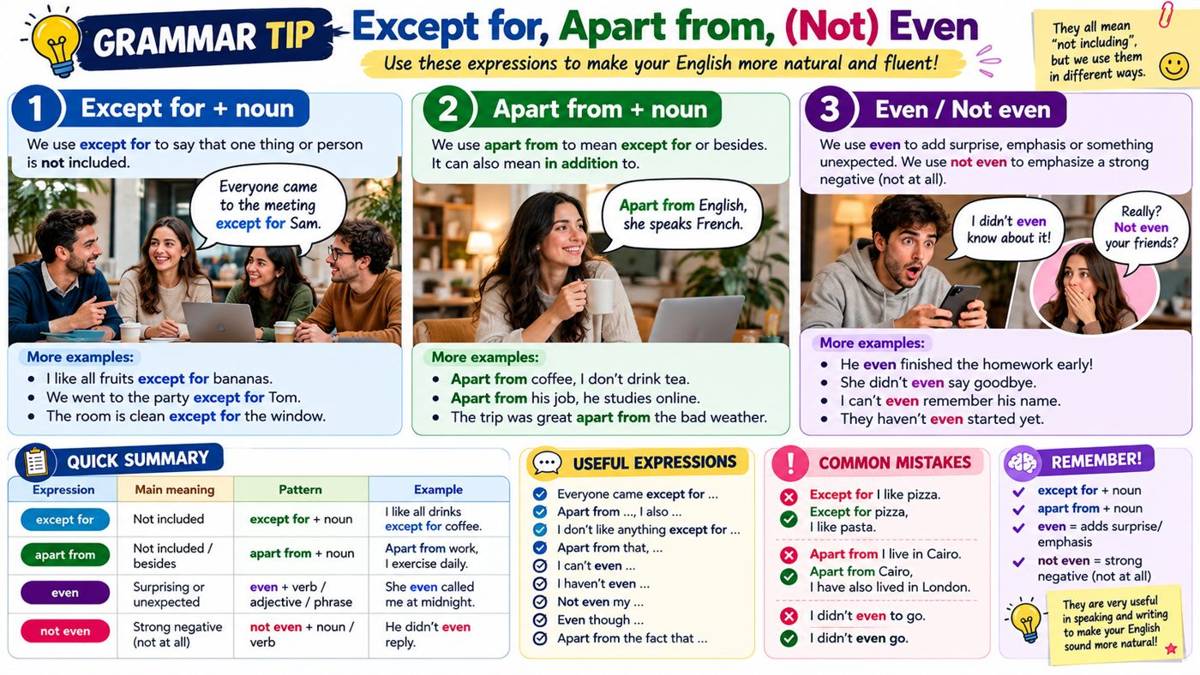 GRAMMAR TIP
Except for, Apart from, (Not) Even
Use these expressions to make your English more natural and fluent!
They all mean
"not including",
but we use them
in different ways.
1 Except for + noun
We use except for to say that one thing or person
is not included.
Everyone came
to the meeting
except for Sam.
More examples:
• I like all fruits except for bananas.
• We went to the party except for Tom.
• The room is clean except for the window.
2 Apart from + noun
We use apart from to mean except for or besides.
It can also mean in addition to.
Apart from English,
she speaks French.
More examples:
• Apart from coffee, I don't drink tea.
• Apart from his job, he studies online.
• The trip was great apart from the bad weather.
3 Even / Not even
We use even to add surprise, emphasis or something
unexpected. We use not even to emphasize a strong
negative (not at all).
I didn't even
know about it!
Really?
Not even
your friends?
More examples:
• He even finished the homework early!
• She didn't even say goodbye.
• I can't even remember his name.
• They haven't even started yet.
QUICK SUMMARY
Expression Main meaning Pattern Example
except for Not included except for + noun I like all drinks
except for coffee.
apart from Not included /
besides apart from + noun Apart from work,
I exercise daily.
even Surprising or
unexpected even + verb /
adjective / phrase She even called
me at midnight.
not even Strong negative
(not at all) not even + noun /
verb He didn't even
reply.
USEFUL EXPRESSIONS
Everyone came except for ...
Apart from ..., I also ...
I don't like anything except for ...
Apart from that, ...
I can't even ...
I haven't even ...
Not even my ...
Even though ...
Apart from the fact that ...
COMMON MISTAKES
Except for I like pizza.
Except for pizza,
I like pasta.
Apart from I live in Cairo.
Apart from Cairo,
I have also lived in London.
I didn't even to go.
I didn't even go.
REMEMBER!
except for + noun
apart from + noun
even = adds surprise/
emphasis
not even = strong
negative (not at all)
They are very useful
in speaking and writing
to make your English
sound more natural!